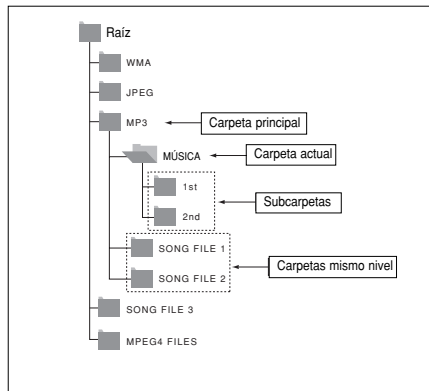 Raíz
WMA
JPEG
MP3
Carpeta principal
MÚSICA
Carpeta actual
1st
Subcarpetas
2nd
SONG FILE 1
Carpetas mismo nivel
SONG FILE 2
SONG FILE 3
MPEG4 FILES